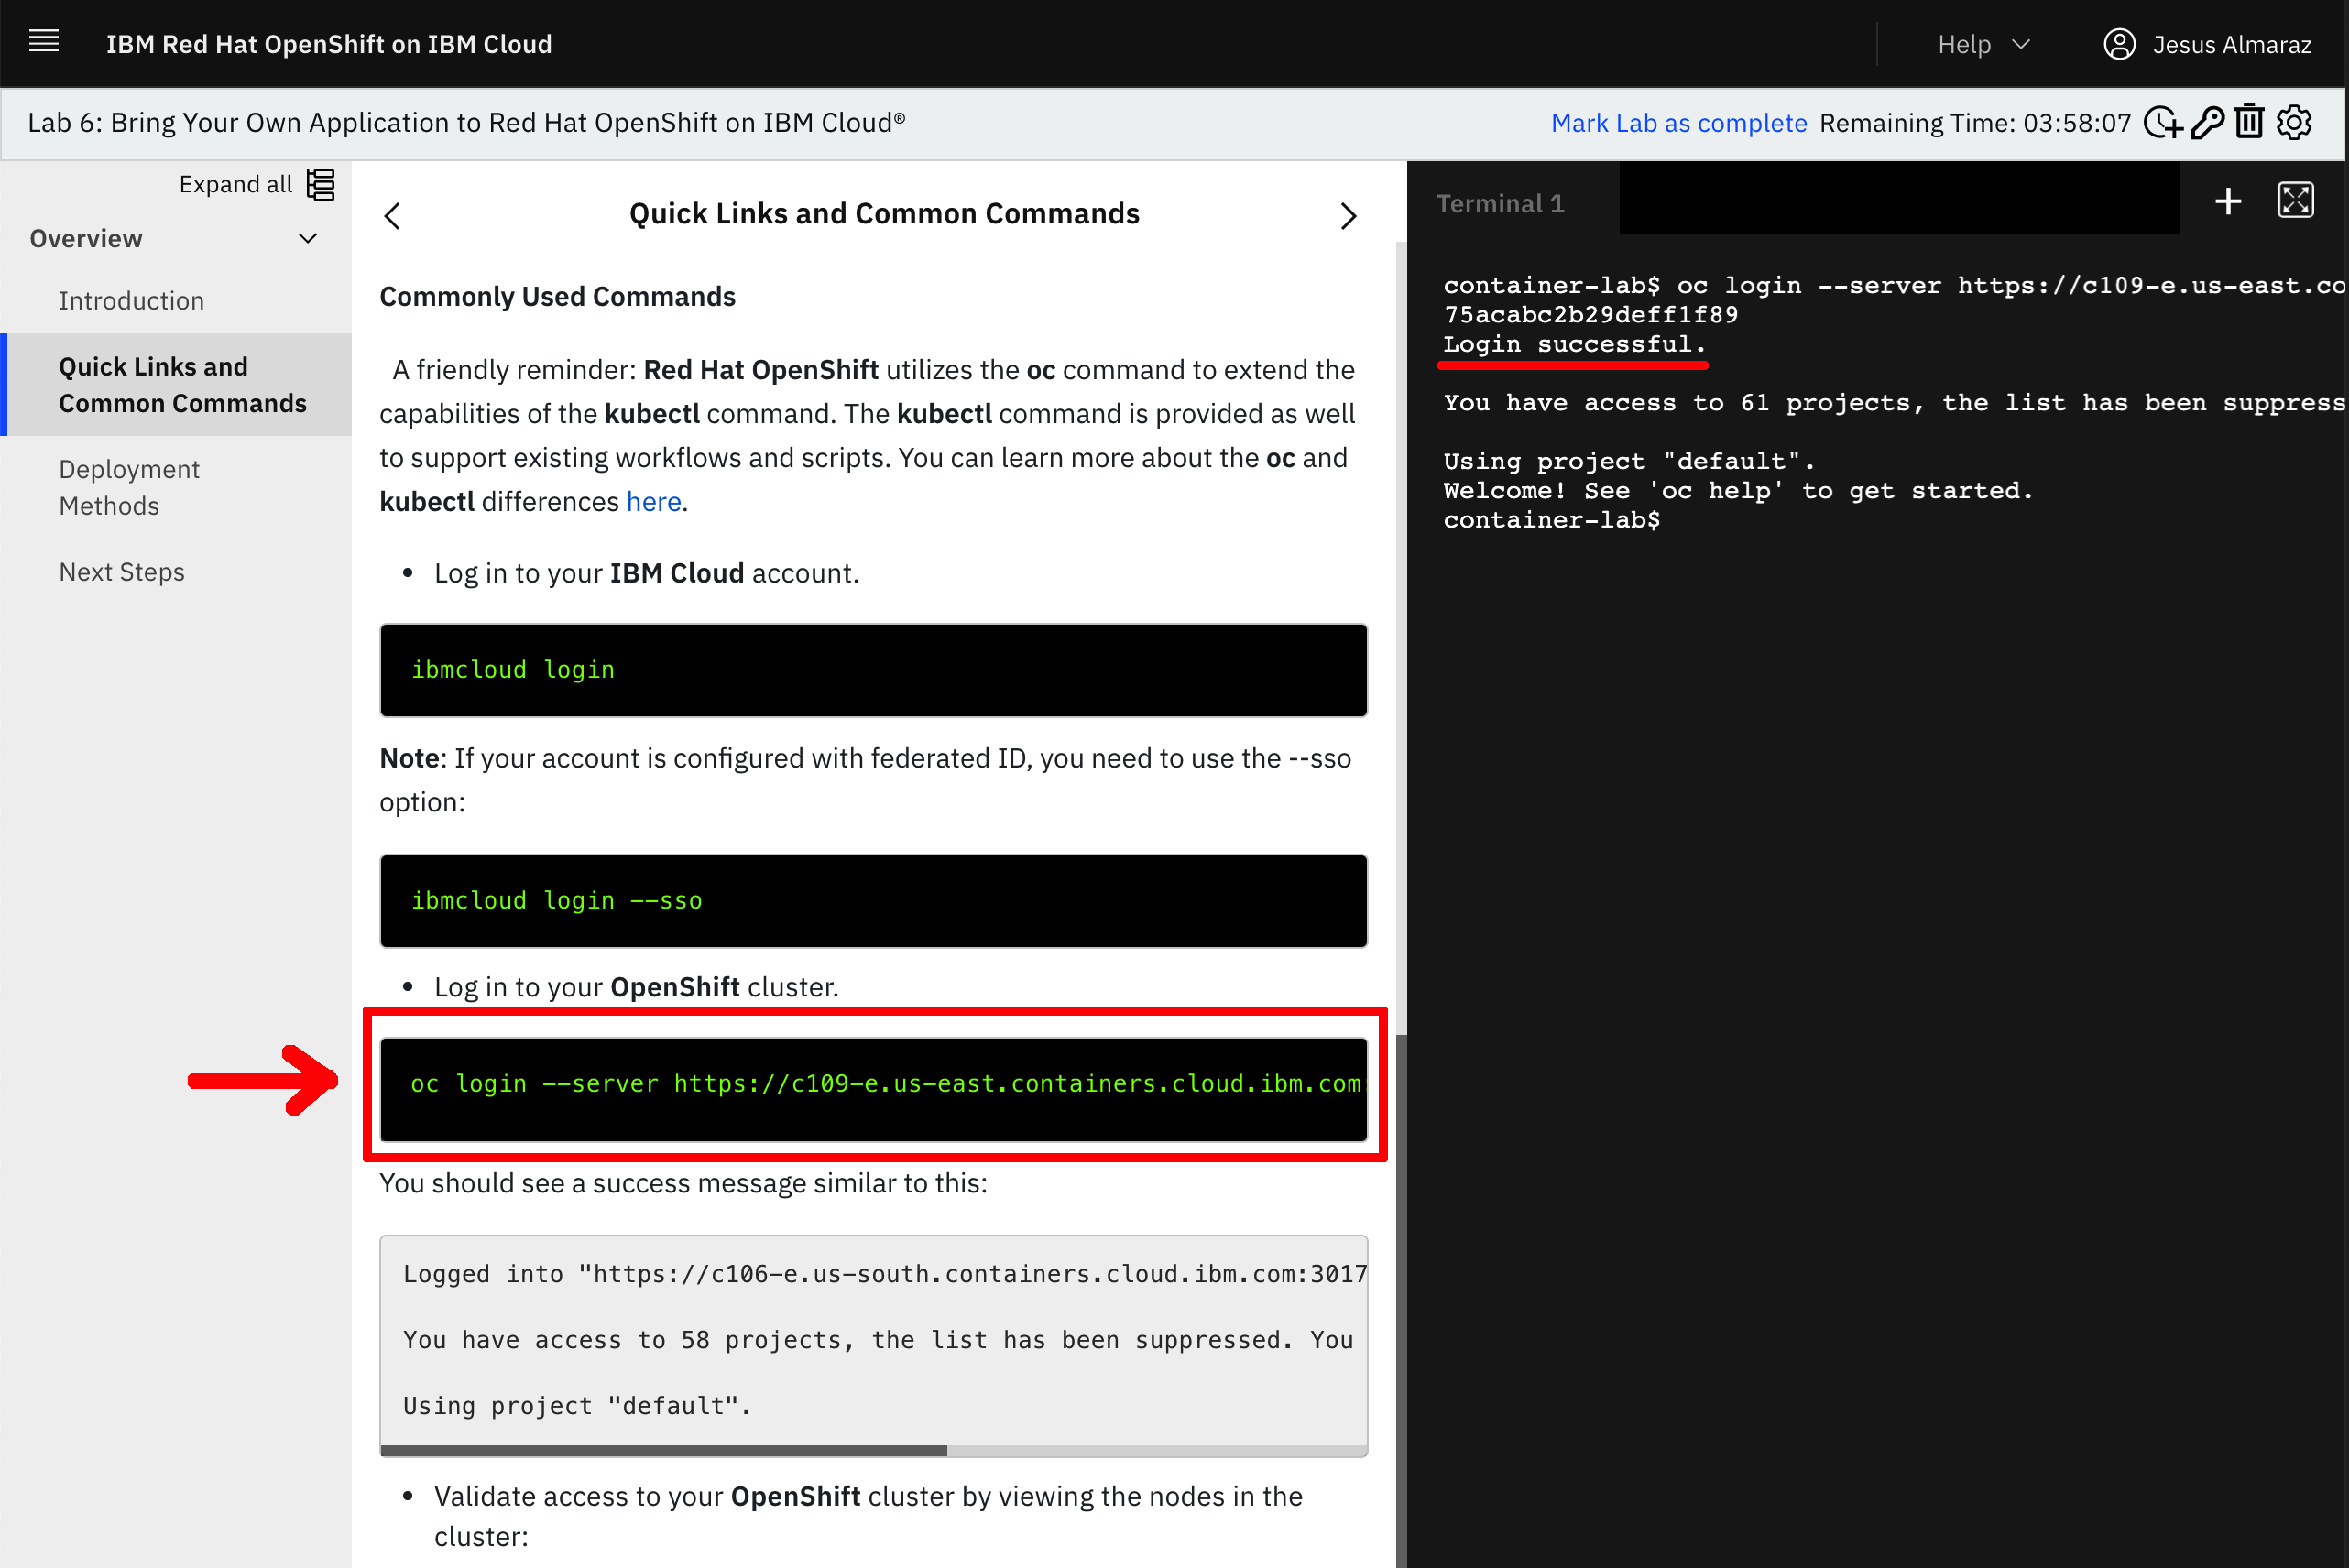 IBM Red Hat OpenShift on IBM Cloud
Help
Jesus Almaraz
Lab 6: Bring Your Own Application to Red Hat OpenShift on IBM Cloud®
Mark Lab as complete
Remaining Time: 03:58:07
Expand all
Overview
Introduction
Quick Links and
Common Commands
Deployment
Methods
Next Steps
Quick Links and Common Commands
Commonly Used Commands
A friendly reminder: Red Hat OpenShift utilizes the oc command to extend the
capabilities of the kubectl command. The kubectl command is provided as well
to support existing workflows and scripts. You can learn more about the oc and
kubectl differences here.
• Log in to your IBM Cloud account.
ibmcloud login
Note: If your account is configured with federated ID, you need to use the --sso
option:
ibmcloud login --sso
• Log in to your OpenShift cluster.
oc login --server https://c109-e.us-east.containers.cloud.ibm.com
You should see a success message similar to this:
Logged into "https://c106-e.us-south.containers.cloud.ibm.com:3017
You have access to 58 projects, the list has been suppressed. You
Using project "default".
• Validate access to your OpenShift cluster by viewing the nodes in the
cluster:
Terminal 1
container-lab$ oc login --server https://c109-e.us-east.co
75acabc2b29deff1f89
Login successful.
You have access to 61 projects, the list has been suppress
Using project "default".
Welcome! See 'oc help' to get started.
container-lab$